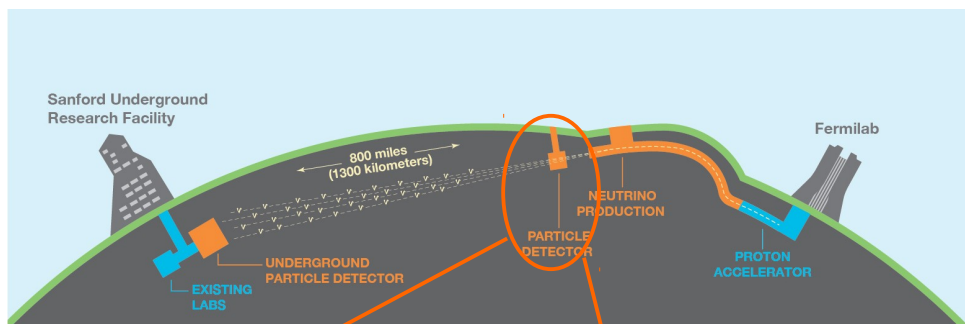 Sanford Underground
Research Facility
800 miles
(1300 kilometers)
Fermilab
NEUTRINO
PRODUCTION
PARTICLE
DETECTOR
UNDERGROUND
PARTICLE DETECTOR
EXISTING
LABS
PROTON
ACCELERATOR